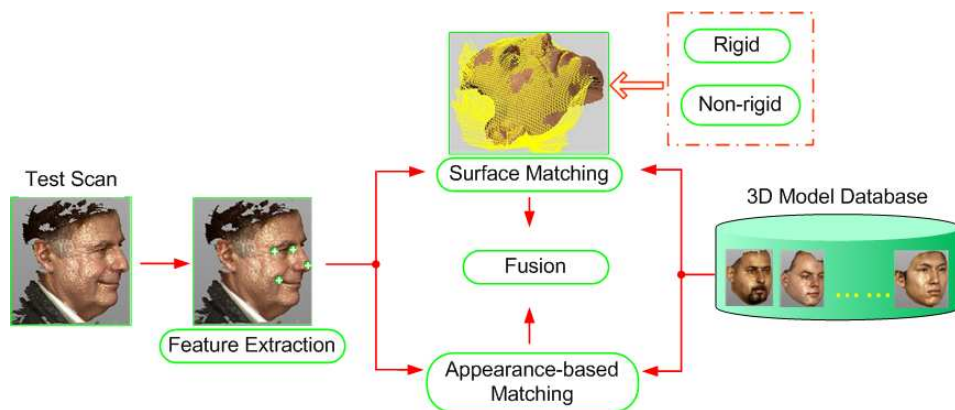 Rigid
Non-rigid
Surface Matching
Test Scan
3D Model Database
Fusion
Feature Extraction
Appearance-based
Matching